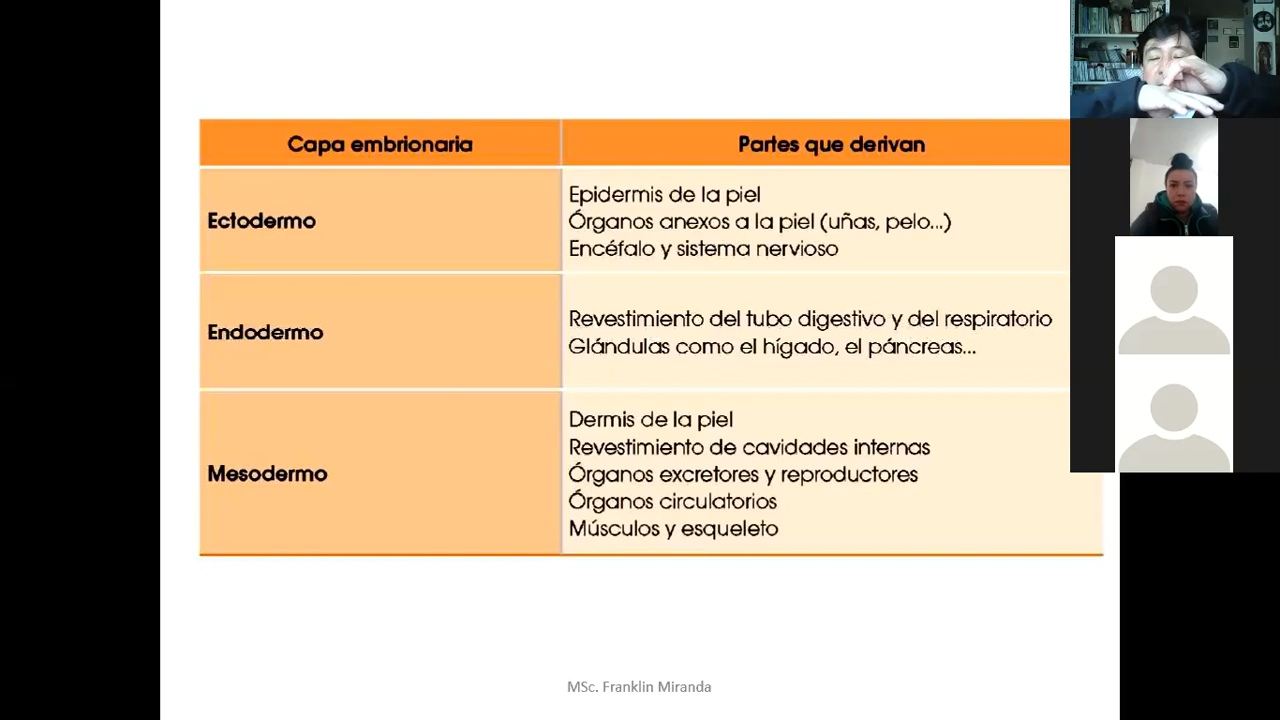 Capa embrionaria
Partes que derivan
Ectodermo
Epidermis de la piel
Órganos anexos a la piel (uñas, pelo...)
Encéfalo y sistema nervioso
Endodermo
Revestimiento del tubo digestivo y del respiratorio
Glándulas como el hígado, el páncreas...
Mesodermo
Dermis de la piel
Revestimiento de cavidades internas
Órganos excretores y reproductores
Órganos circulatorios
Músculos y esqueleto
MSc. Franklin Miranda